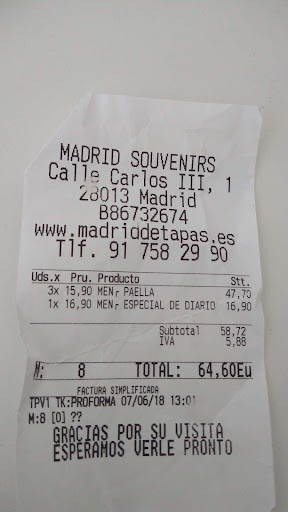 MADRID SOUVENIRS
Calle Carlos III, 1
28013 Madrid
B86732674
www.madriddetapas.es
Tlf. 91 758 29 90
Uds.x Pru. Producto Stt.
3x 15,90 MEN┌ PAELLA 47,70
1x 16,90 MEN┌ ESPECIAL DE DIARIO 16,90
Subtotal 58,72
IVA 5,88
M: 8 TOTAL: 64,60Eu
FACTURA SIMPLIFICADA
TPV1 TK:PROFORMA 07/06/18 13:01
M:8 [0] ??
GRACIAS POR SU VISITA
ESPERAMOS VERLE PRONTO